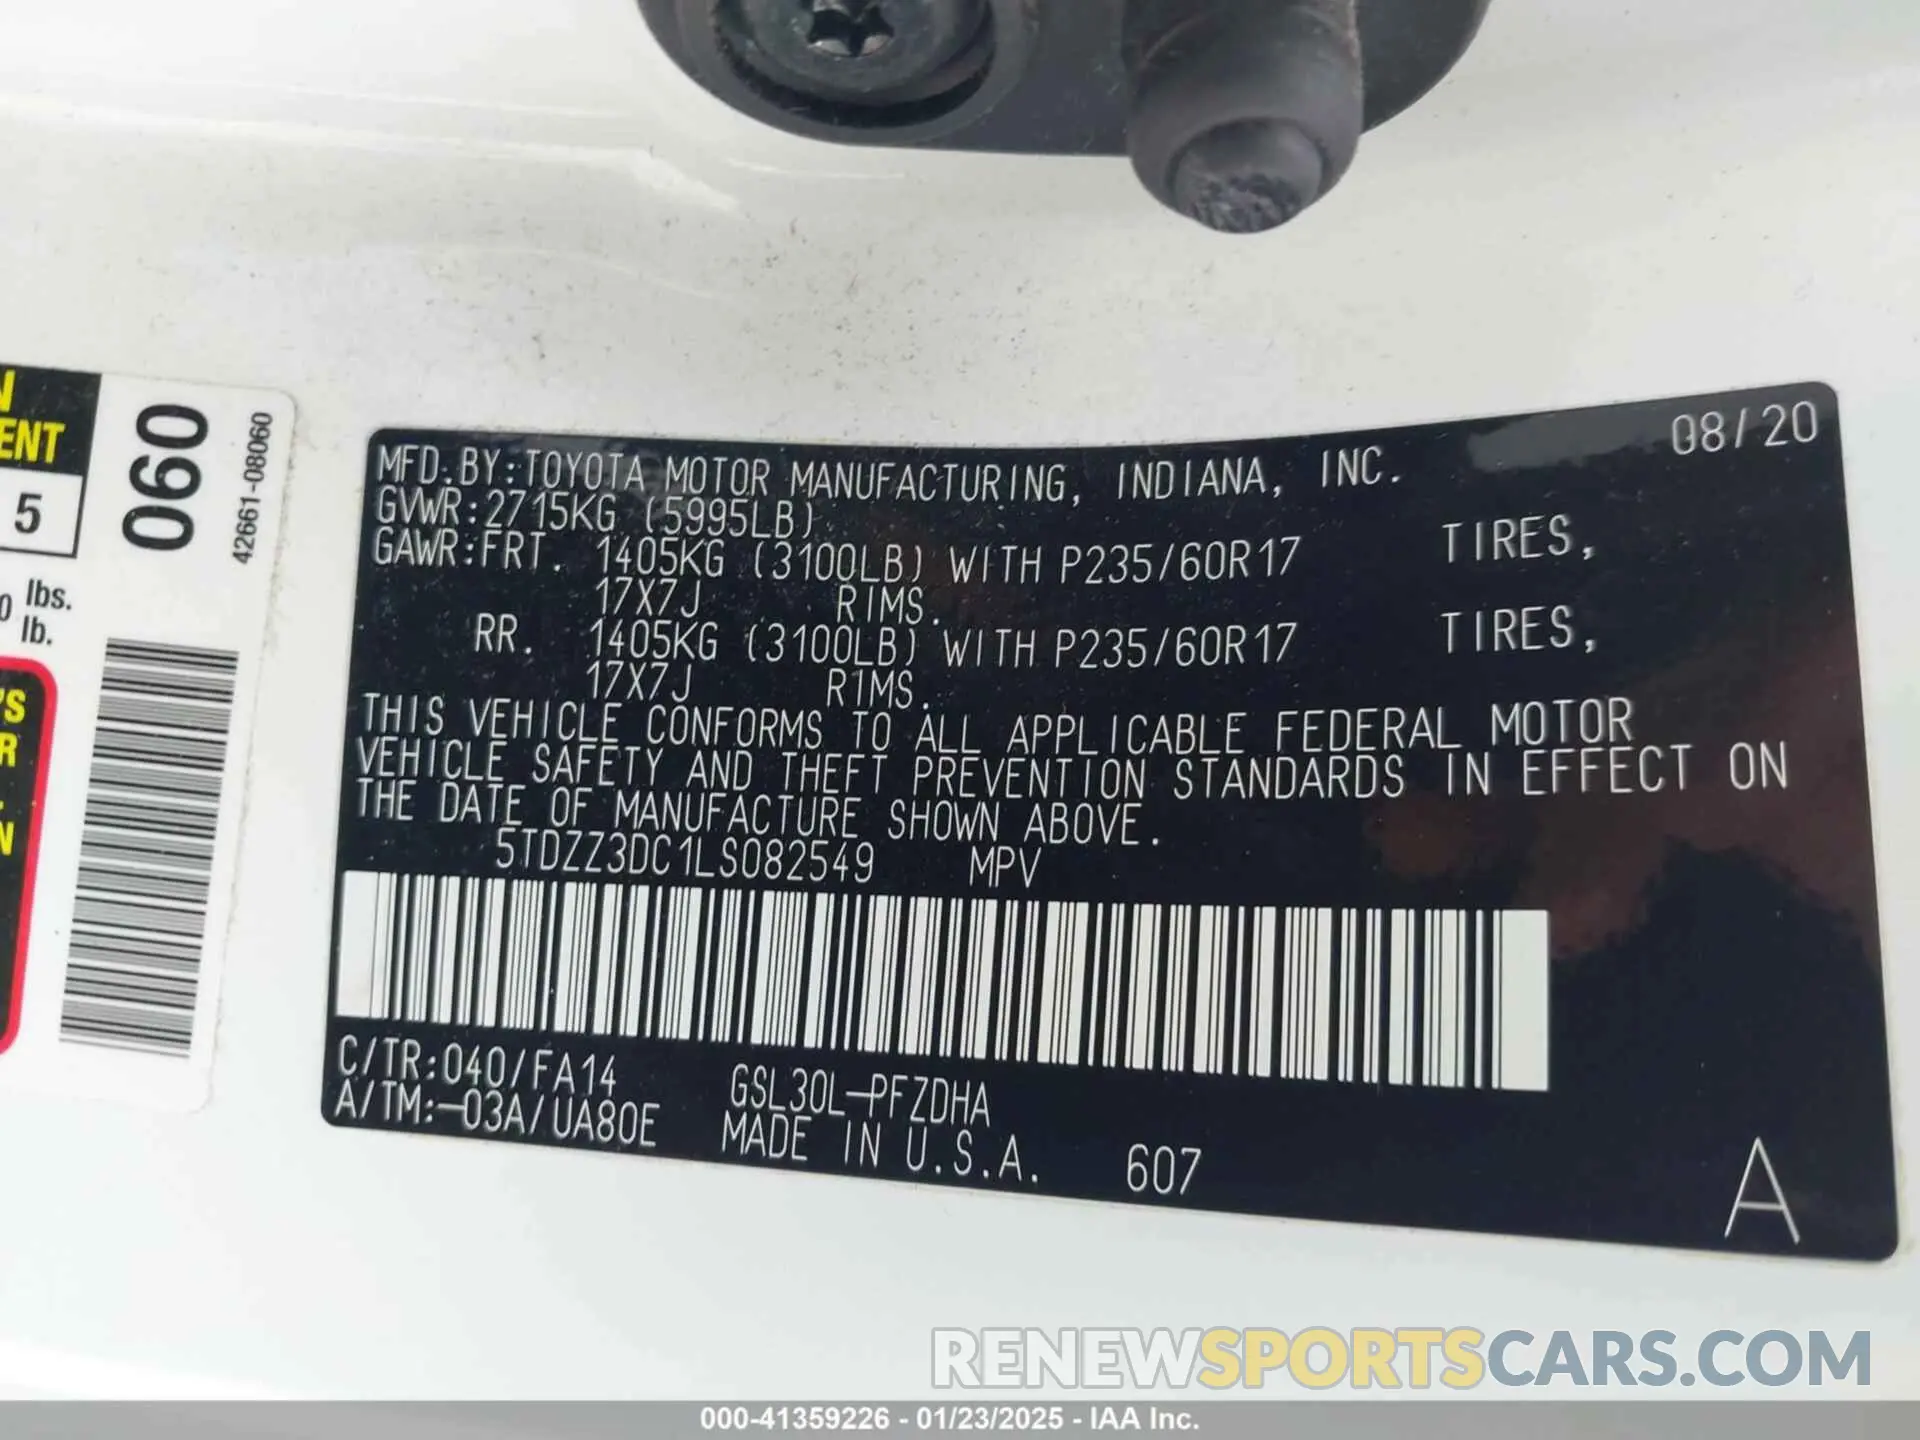 N
ENT
5
0 lbs.
lb.
'S
R
N
060
42661-08060
08/20
MFD.BY:TOYOTA MOTOR MANUFACTURING, INDIANA, INC.
GVWR:2715KG (5995LB)
GAWR:FRT. 1405KG (3100LB) WITH P235/60R17 TIRES,
17X7J RIMS.
RR. 1405KG (3100LB) WITH P235/60R17 TIRES,
17X7J RIMS.
THIS VEHICLE CONFORMS TO ALL APPLICABLE FEDERAL MOTOR
VEHICLE SAFETY AND THEFT PREVENTION STANDARDS IN EFFECT ON
THE DATE OF MANUFACTURE SHOWN ABOVE.
5TDZZ3DC1LS082549 MPV
C/TR:040/FA14 GSL30L-PFZDHA
A/TM:-03A/UA80E MADE IN U.S.A. 607
A
RENEWSPORTSCARS.COM
000-41359226 - 01/23/2025 - IAA Inc.